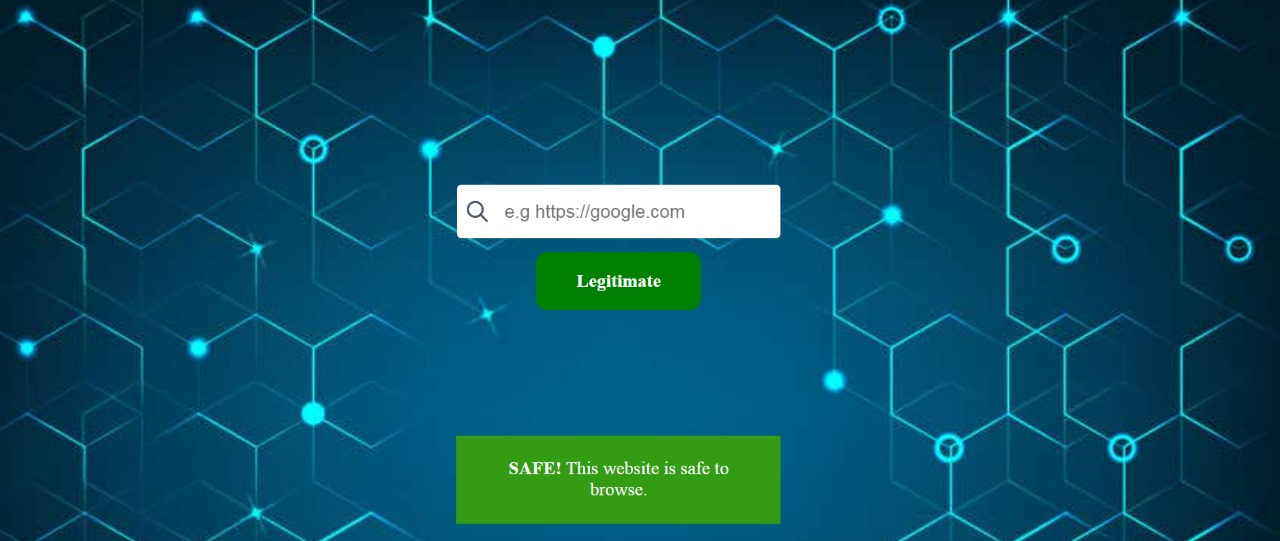 e.g https://google.com
Legitimate
SAFE! This website is safe to
browse.